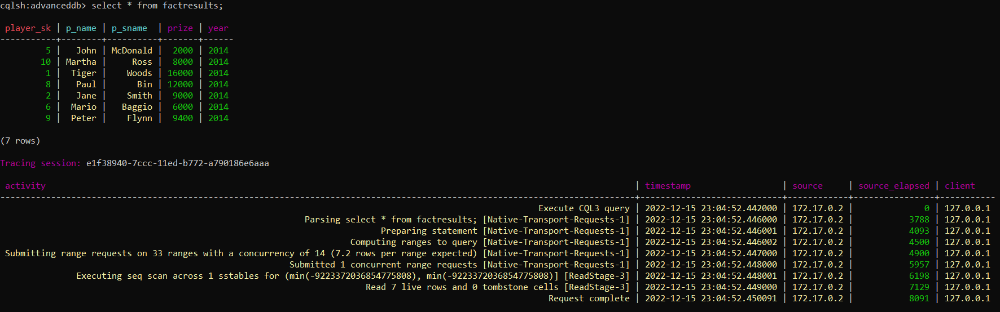 cqlsh:advanceddb> select * from factresults;
player_sk | p_name | p_sname  | prize | year
-----------+--------+----------+-------+------
5 |   John | McDonald |  2000 | 2014
10 | Martha |     Ross |  8000 | 2014
1 |  Tiger |    Woods | 16000 | 2014
8 |   Paul |      Bin | 12000 | 2014
2 |   Jane |    Smith |  9000 | 2014
6 |  Mario |   Baggio |  6000 | 2014
9 |  Peter |    Flynn |  9400 | 2014
(7 rows)
Tracing session: e1f38940-7ccc-11ed-b772-a790186e6aaa
activity | timestamp | source | source_elapsed | client
-----------------------------------------------------------------------------------------------------------------------------+----------------------------+------------+----------------+-----------
Execute CQL3 query | 2022-12-15 23:04:52.442000 | 172.17.0.2 | 0 | 127.0.0.1
Parsing select * from factresults; [Native-Transport-Requests-1] | 2022-12-15 23:04:52.446000 | 172.17.0.2 | 3788 | 127.0.0.1
Preparing statement [Native-Transport-Requests-1] | 2022-12-15 23:04:52.446001 | 172.17.0.2 | 4093 | 127.0.0.1
Computing ranges to query [Native-Transport-Requests-1] | 2022-12-15 23:04:52.446002 | 172.17.0.2 | 4500 | 127.0.0.1
Submitting range requests on 33 ranges with a concurrency of 14 (7.2 rows per range expected) [Native-Transport-Requests-1] | 2022-12-15 23:04:52.447000 | 172.17.0.2 | 4900 | 127.0.0.1
Submitted 1 concurrent range requests [Native-Transport-Requests-1] | 2022-12-15 23:04:52.448000 | 172.17.0.2 | 5957 | 127.0.0.1
Executing seq scan across 1 sstables for (min(-9223372036854775808), min(-9223372036854775808)] [ReadStage-3] | 2022-12-15 23:04:52.448001 | 172.17.0.2 | 6198 | 127.0.0.1
Read 7 live rows and 0 tombstone cells [ReadStage-3] | 2022-12-15 23:04:52.449000 | 172.17.0.2 | 7129 | 127.0.0.1
Request complete | 2022-12-15 23:04:52.450091 | 172.17.0.2 | 8091 | 127.0.0.1